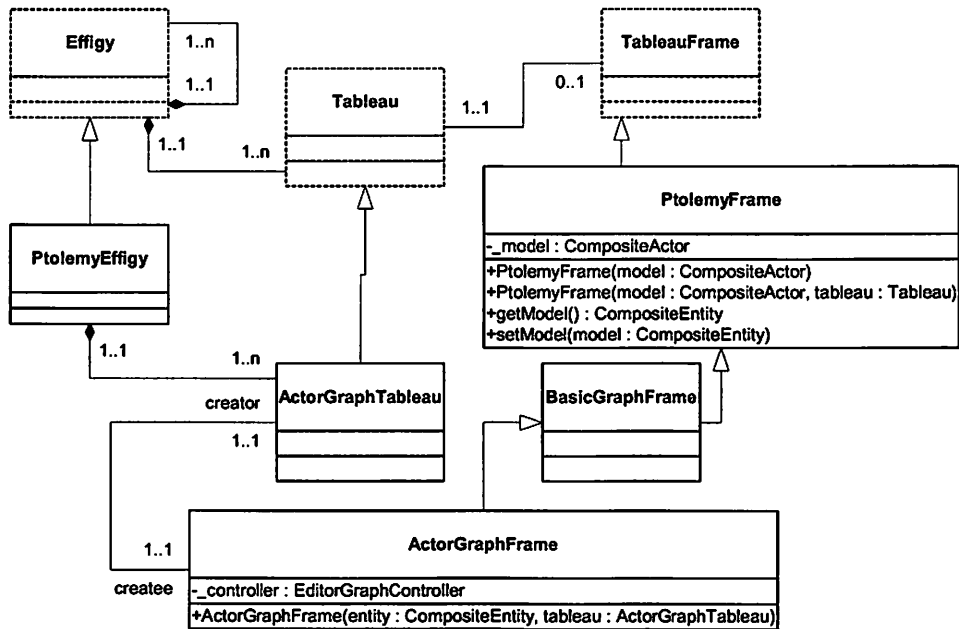 Effigy
1..n
1..1
TableauFrame
Tableau
1..1
0..1
1..1
1..n
PtolemyFrame
-_model : CompositeActor
+PtolemyFrame(model : CompositeActor)
+PtolemyFrame(model : CompositeActor, tableau : Tableau)
+getModel() : CompositeEntity
+setModel(model : CompositeEntity)
PtolemyEffigy
1..1
1..n
ActorGraphTableau
creator
1..1
BasicGraphFrame
1..1
createe
ActorGraphFrame
-_controller : EditorGraphController
+ActorGraphFrame(entity : CompositeEntity, tableau : ActorGraphTableau)